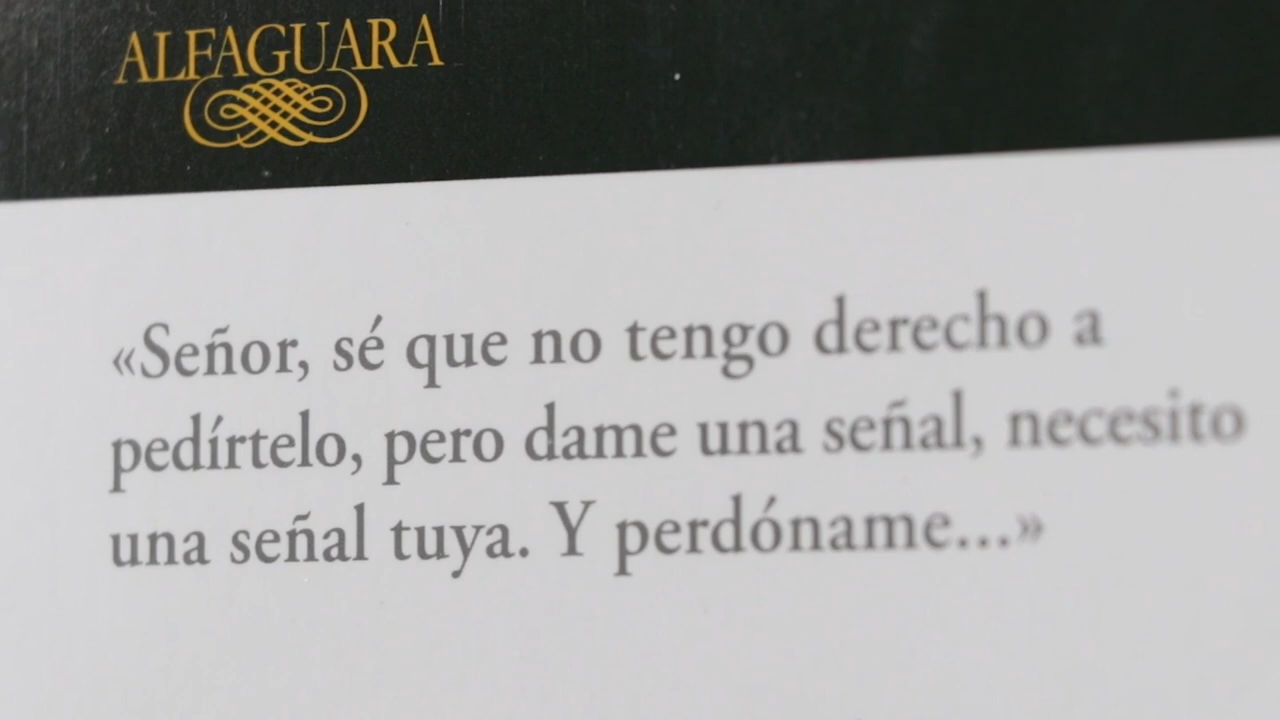 ALFAGUARA
«Señor, sé que no tengo derecho a
pedírtelo, pero dame una señal, necesito
una señal tuya. Y perdóname...»